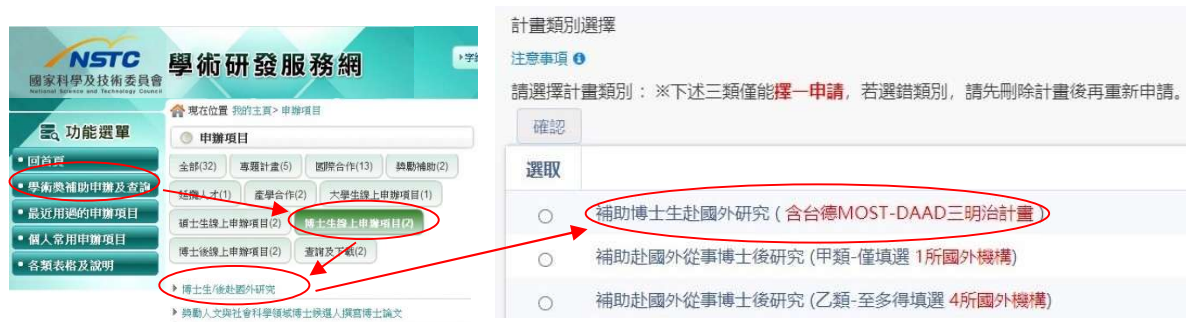 NSTC
國家科學及技術委員會
National Science and Technology Council
學術研發服務網
現在位置 我的主頁> 申辦項目
功能選單
• 回首頁
• 學術獎補助申辦及查詢
• 最近用過的申辦項目
• 個人常用申辦項目
• 各類表格及說明
申辦項目
全部(32) 專題計畫(5) 國際合作(13) 獎勵補助(2)
延攬人才(1) 產學合作(2) 大學生線上申辦項目(1)
碩士生線上申辦項目(2) 博士生線上申辦項目(2)
博士後線上申辦項目(2) 查詢及下載(2)
博士生/後赴國外研究
獎勵人文與社會科學領域博士候選人撰寫博士論文
計畫類別選擇
注意事項
請選擇計畫類別：※下述三類僅能擇一申請，若選錯類別，請先刪除計畫後再重新申請。
確認
選取
補助博士生赴國外研究 ( 含台德MOST-DAAD三明治計畫 )
補助赴國外從事博士後研究 (甲類-僅填選 1所國外機構)
補助赴國外從事博士後研究 (乙類-至多得填選 4所國外機構)